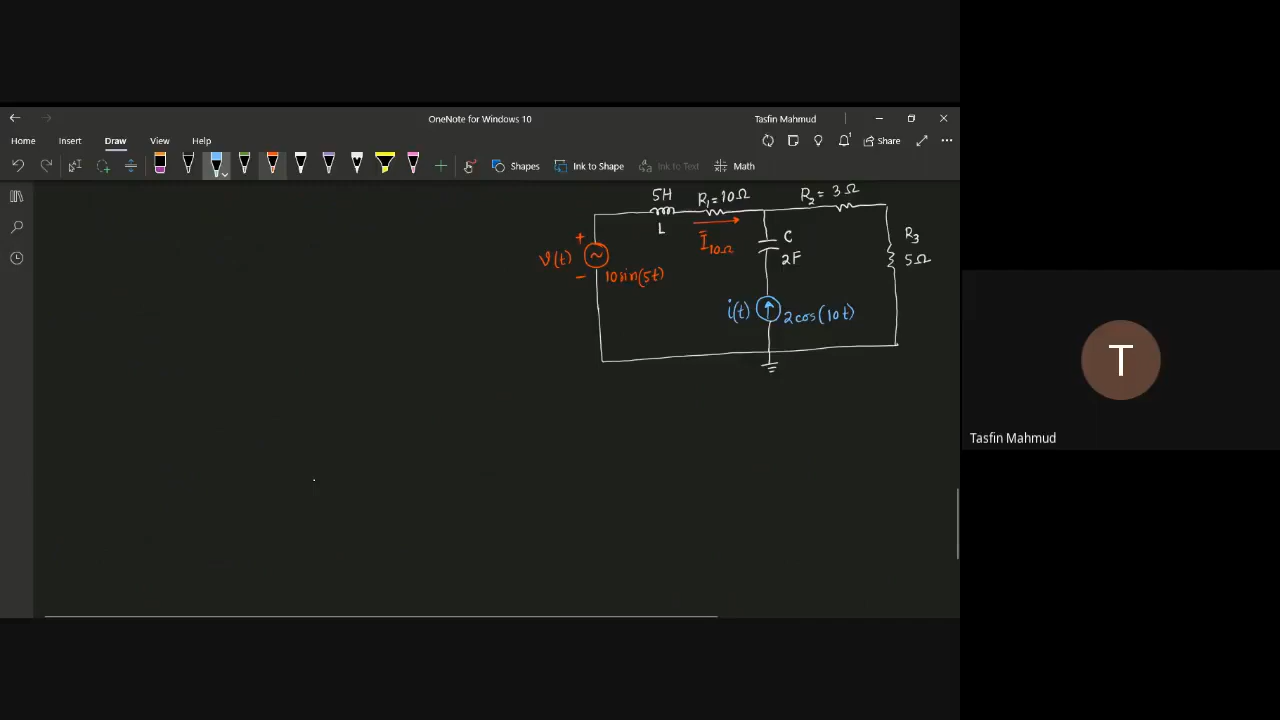 OneNote for Windows 10
Tasfin Mahmud
Home Insert Draw View Help
Share
Shapes Ink to Shape Ink to Text Math
5H
R₁=10Ω
R₂= 3Ω
L
I̅10Ω
C
2F
R₃
5Ω
v(t)
+
−
10sin(5t)
i(t)
2cos(10t)
T
Tasfin Mahmud